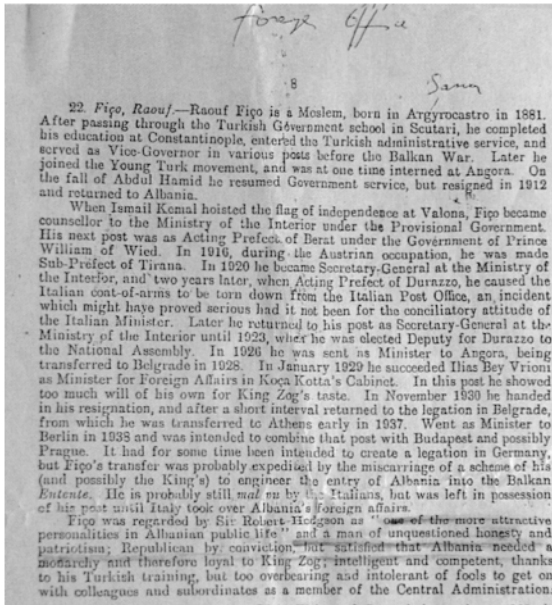 Foreign Office
8
22. Fiço, Raouf.—Raouf Fiço is a Moslem, born in Argyrocastro in 1881.
After passing through the Turkish Government school in Scutari, he completed
his education at Constantinople, entered the Turkish administrative service, and
served as Vice-Governor in various posts before the Balkan War. Later he
joined the Young Turk movement, and was at one time interned at Angora. On
the fall of Abdul Hamid he resumed Government service, but resigned in 1912
and returned to Albania.
When Ismail Kemal hoisted the flag of independence at Valona, Fiço became
counsellor to the Ministry of the Interior under the Provisional Government.
His next post was as Acting Prefect of Berat under the Government of Prince
William of Wied. In 1916, during the Austrian occupation, he was made
Sub-Prefect of Tirana. In 1920 he became Secretary-General at the Ministry of
the Interior, and two years later, when Acting Prefect of Durazzo, he caused the
Italian coat-of-arms to be torn down from the Italian Post Office, an incident
which might have proved serious had it not been for the conciliatory attitude of
the Italian Minister. Later he returned to his post as Secretary-General at the
Ministry of the Interior until 1923, when he was elected Deputy for Durazzo to
the National Assembly. In 1926 he was sent as Minister to Angora, being
transferred to Belgrade in 1928. In January 1929 he succeeded Ilias Bey Vrioni
as Minister for Foreign Affairs in Koça Kotta's Cabinet. In this post he showed
too much will of his own for King Zog's taste. In November 1930 he handed
in his resignation, and after a short interval returned to the legation in Belgrade,
from which he was transferred to Athens early in 1937. Went as Minister to
Berlin in 1938 and was intended to combine that post with Budapest and possibly
Prague. It had for some time been intended to create a legation in Germany,
but Fiço's transfer was probably expedited by the miscarriage of a scheme of his
(and possibly the King's) to engineer the entry of Albania into the Balkan
Entente. He is probably still mal vu by the Italians, but was left in possession
of his post until Italy took over Albania's foreign affairs.
Fiço was regarded by Sir Robert Hodgson as "one of the more attractive
personalities in Albanian public life" and a man of unquestioned honesty and
patriotism; Republican by conviction, but satisfied that Albania needed a
monarchy and therefore loyal to King Zog; intelligent and competent, thanks
to his Turkish training, but too overbearing and intolerant of fools to get on
with colleagues and subordinates as a member of the Central Administration